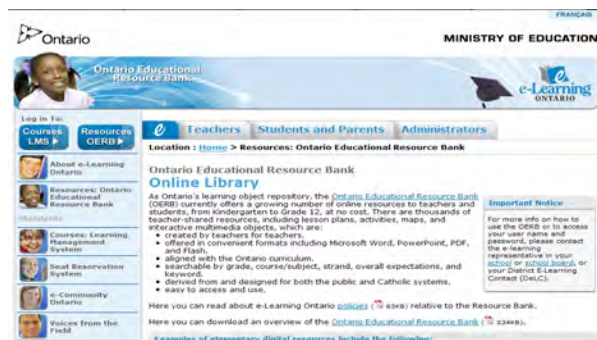 FRANÇAIS
Ontario
MINISTRY OF EDUCATION
Ontario Educational
Resource Bank
e-Learning
ONTARIO
Log in To:
Courses
LMS
Resources
OERB
e Teachers Students and Parents Administrators
Location : Home > Resources: Ontario Educational Resource Bank
About e-Learning
Ontario
Resources: Ontario
Educational
Resource Bank
Courses: Learning
Management
System
Seat Reservation
System
e-Community
Ontario
Voices from the
Field
Ontario Educational Resource Bank
Online Library
As Ontario's learning object repository, the Ontario Educational Resource Bank
(OERB) currently offers a growing number of online resources to teachers and
students, from Kindergarten to Grade 12, at no cost. There are thousands of
teacher-shared resources, including lesson plans, activities, maps, and
interactive multimedia objects, which are:
• created by teachers for teachers.
• offered in convenient formats including Microsoft Word, PowerPoint, PDF,
and Flash.
• aligned with the Ontario curriculum.
• searchable by grade, course/subject, strand, overall expectations, and
keyword.
• derived from and designed for both the public and Catholic systems.
• easy to access and use.
Here you can read about e-Learning Ontario policies ( 93KB) relative to the Resource Bank.
Here you can download an overview of the Ontario Educational Resource Bank ( 324KB).
Examples of elementary digital resources include the following:
Important Notice
For more info on how to
use the OERB or to access
your user name and
password, please contact
the e-learning
representative in your
school or school board, or
your District E-Learning
Contact (DeLC).